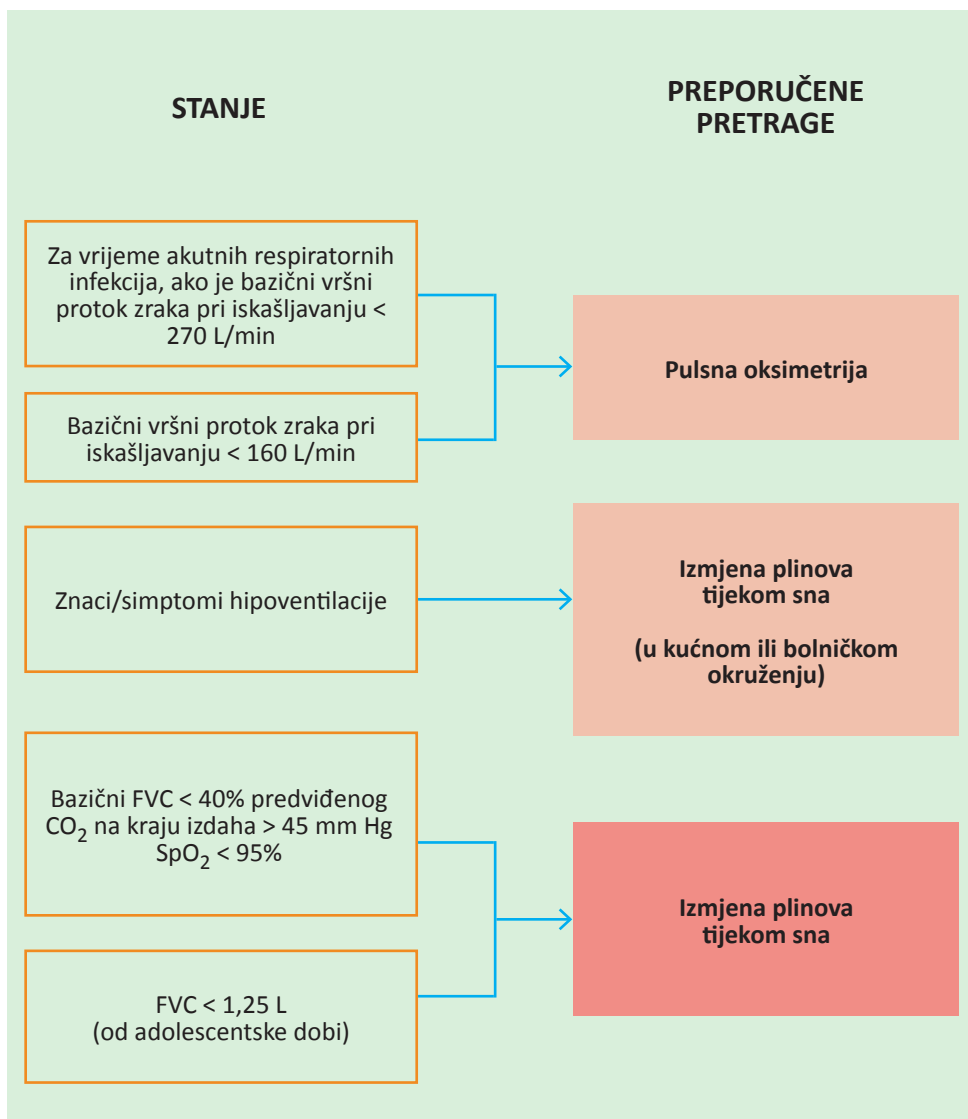 STANJE
PREPORUČENE
PRETRAGE
Za vrijeme akutnih respiratornih
infekcija, ako je bazični vršni
protok zraka pri iskašljavanju <
270 L/min
Bazični vršni protok zraka pri
iskašljavanju < 160 L/min
Pulsna oksimetrija
Znaci/simptomi hipoventilacije
Izmjena plinova
tijekom sna
(u kućnom ili bolničkom
okruženju)
Bazični FVC < 40% predviđenog
CO₂ na kraju izdaha > 45 mm Hg
SpO₂ < 95%
FVC < 1,25 L
(od adolescentske dobi)
Izmjena plinova
tijekom sna